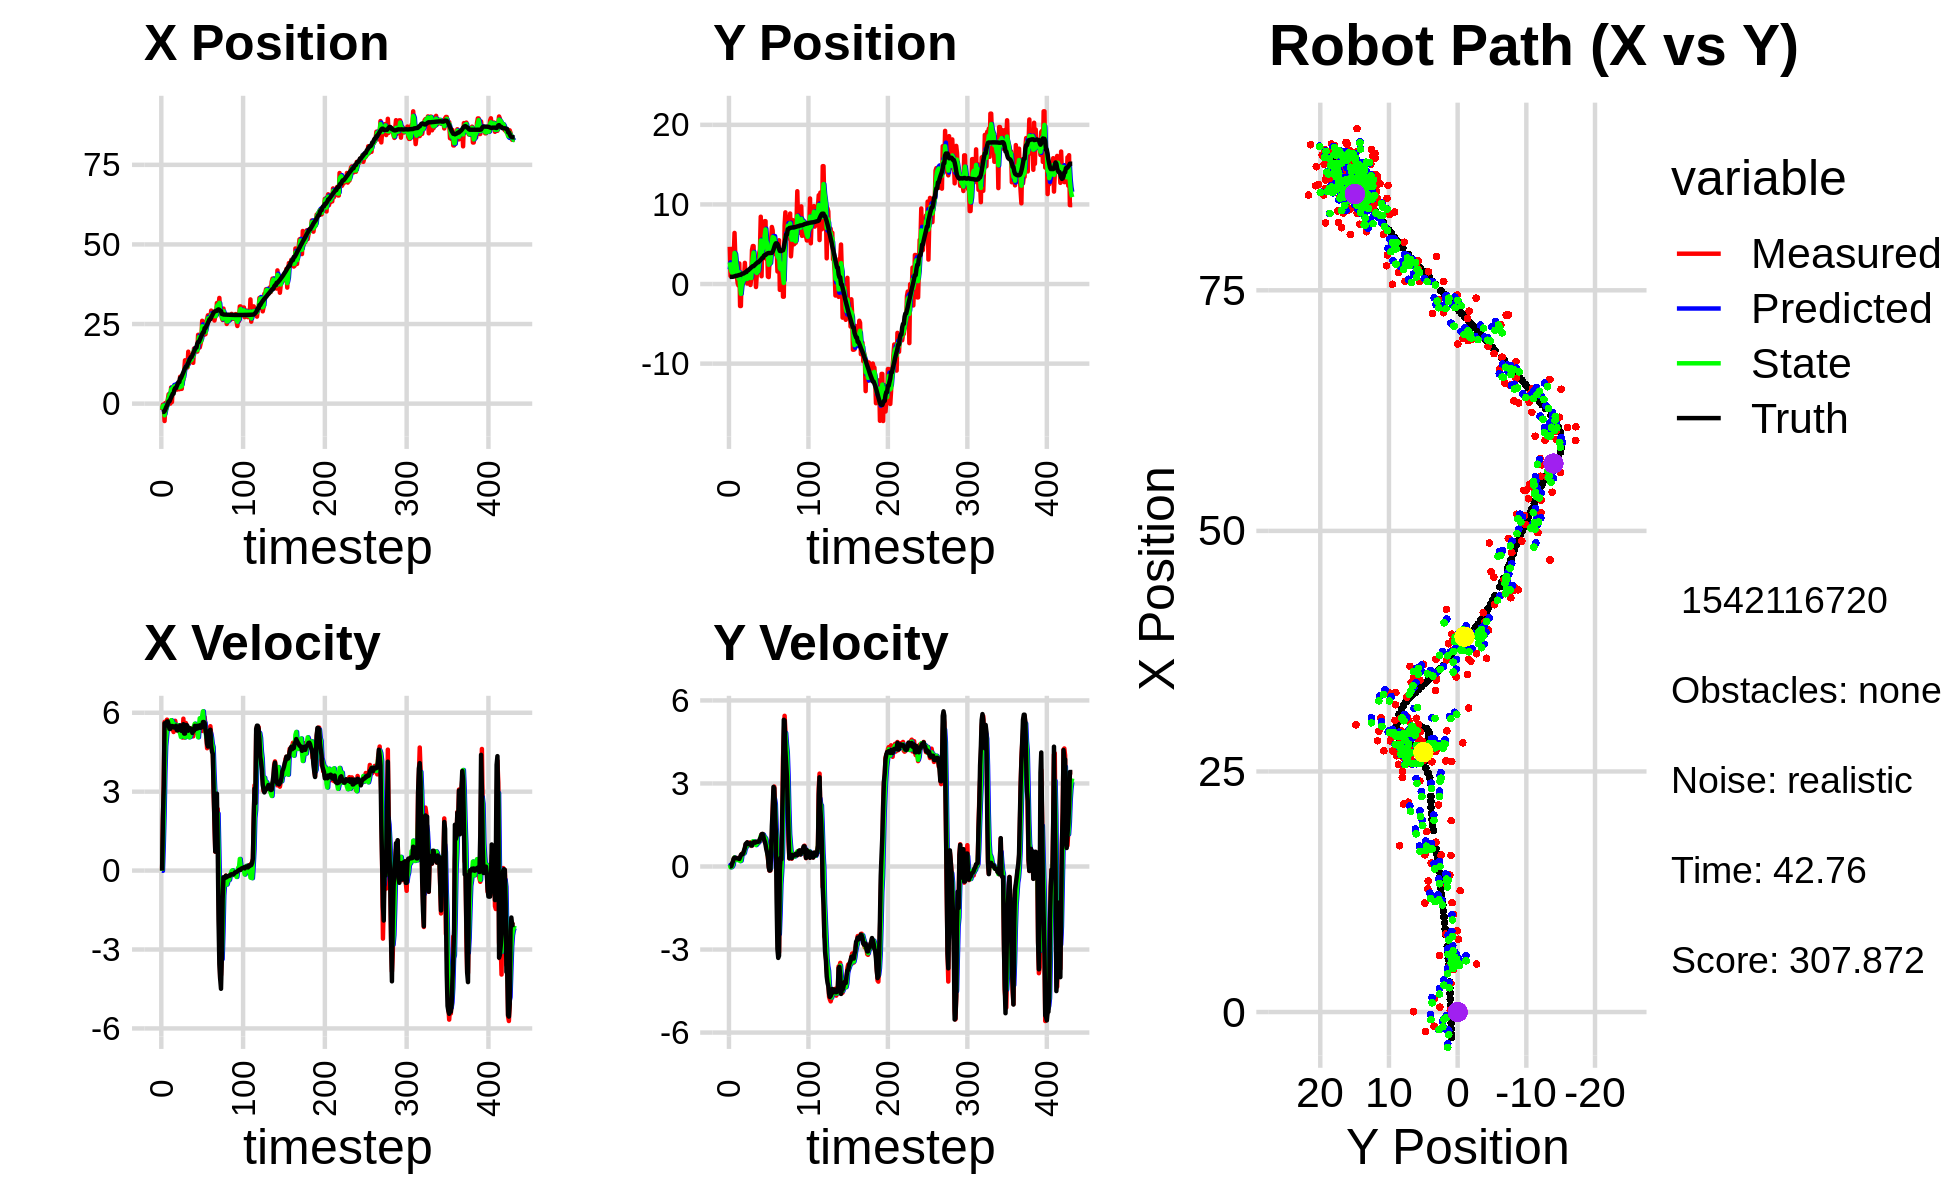 X Position
75
50
25
0
0
100
200
300
400
timestep
Y Position
20
10
0
-10
0
100
200
300
400
timestep
X Velocity
6
3
0
-3
-6
0
100
200
300
400
timestep
Y Velocity
6
3
0
-3
-6
0
100
200
300
400
timestep
Robot Path (X vs Y)
X Position
75
50
25
0
20 10 0 -10 -20
Y Position
variable
Measured
Predicted
State
Truth
1542116720
Obstacles: none
Noise: realistic
Time: 42.76
Score: 307.872